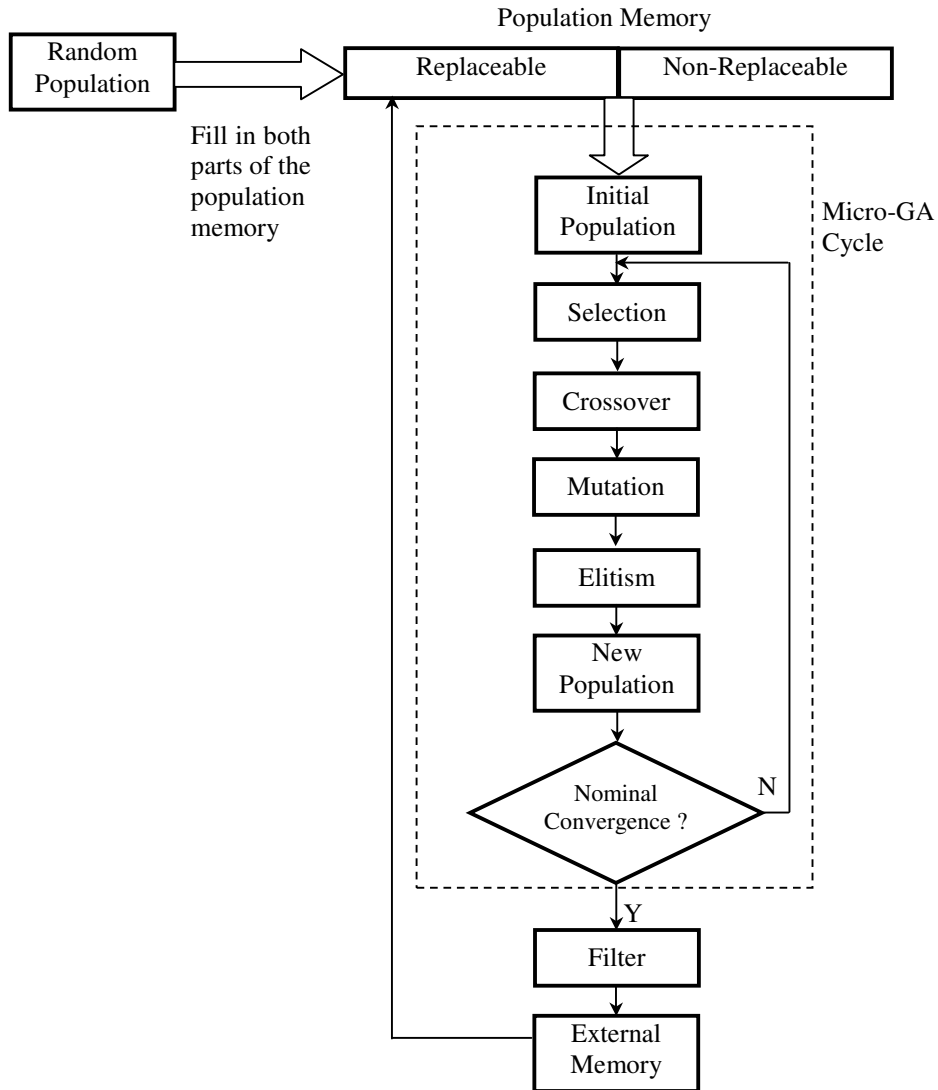 Population Memory
Random
Population
Replaceable
Non-Replaceable
Fill in both
parts of the
population
memory
Initial
Population
Micro-GA
Cycle
Selection
Crossover
Mutation
Elitism
New
Population
Nominal
Convergence ?
N
Y
Filter
External
Memory